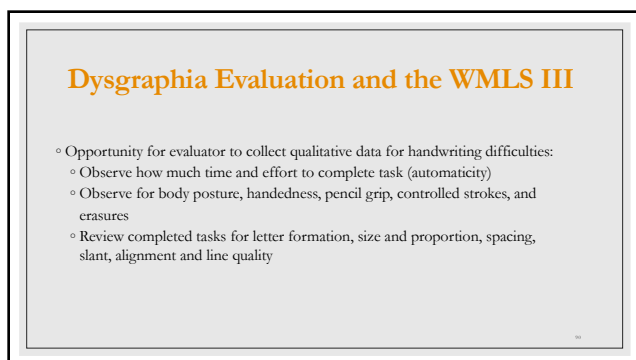 Dysgraphia Evaluation and the WMLS III
◦ Opportunity for evaluator to collect qualitative data for handwriting difficulties:
◦ Observe how much time and effort to complete task (automaticity)
◦ Observe for body posture, handedness, pencil grip, controlled strokes, and
erasures
◦ Review completed tasks for letter formation, size and proportion, spacing,
slant, alignment and line quality